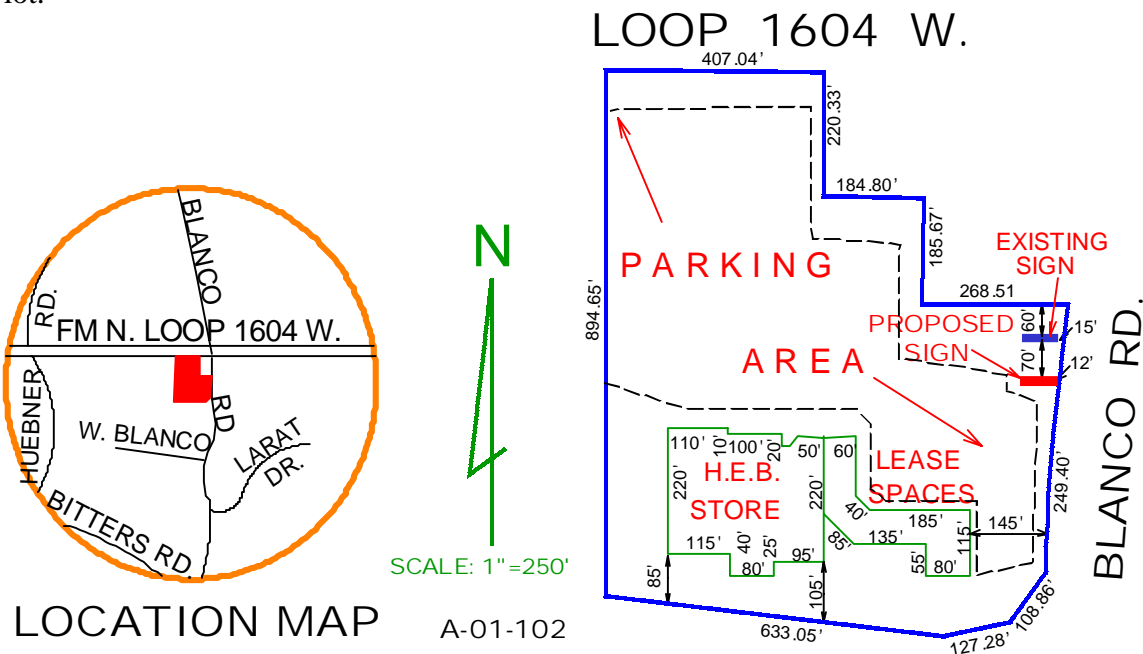 lot.
LOOP 1604 W.
407.04'
220.33'
184.80'
185.67'
EXISTING
SIGN
268.51
60'
15'
PROPOSED
SIGN
70'
12'
894.65'
PARKING
AREA
BLANCO RD.
249.40'
110'
10'
100'
20'
50'
60'
H.E.B.
STORE
220'
220'
LEASE
SPACES
40'
185'
115'
145'
115'
40'
25'
80'
95'
85'
135'
55'
80'
85'
105'
633.05'
127.28'
108.86'
BLANCO
RD.
FM N. LOOP 1604 W.
HUEBNER
RD
W. BLANCO
LARAT
DR.
BITTERS RD.
N
SCALE: 1"=250'
LOCATION MAP
A-01-102